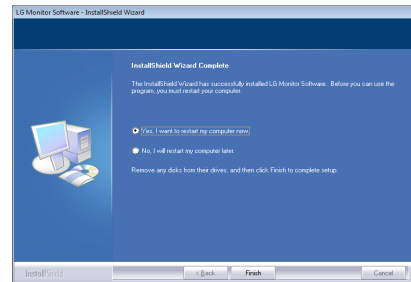 LG Monitor Software - InstallShield Wizard
InstallShield Wizard Complete
The InstallShield Wizard has successfully installed LG Monitor Software. Before you can use the
program, you must restart your computer.
Yes, I want to restart my computer now.
No, I will restart my computer later.
Remove any disks from their drives, and then click Finish to complete setup.
InstallShield
< Back Finish Cancel